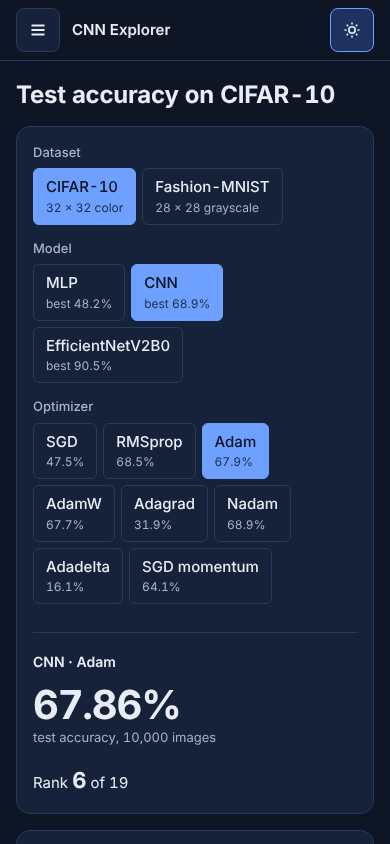 CNN Explorer
Test accuracy on CIFAR-10
Dataset
CIFAR-10 Fashion-MNIST
32 × 32 color 28 × 28 grayscale
Model
MLP CNN
best 48.2% best 68.9%
EfficientNetV2B0
best 90.5%
Optimizer
SGD RMSprop Adam
47.5% 68.5% 67.9%
AdamW Adagrad Nadam
67.7% 31.9% 68.9%
Adadelta SGD momentum
16.1% 64.1%
CNN · Adam
67.86%
test accuracy, 10,000 images
Rank 6 of 19